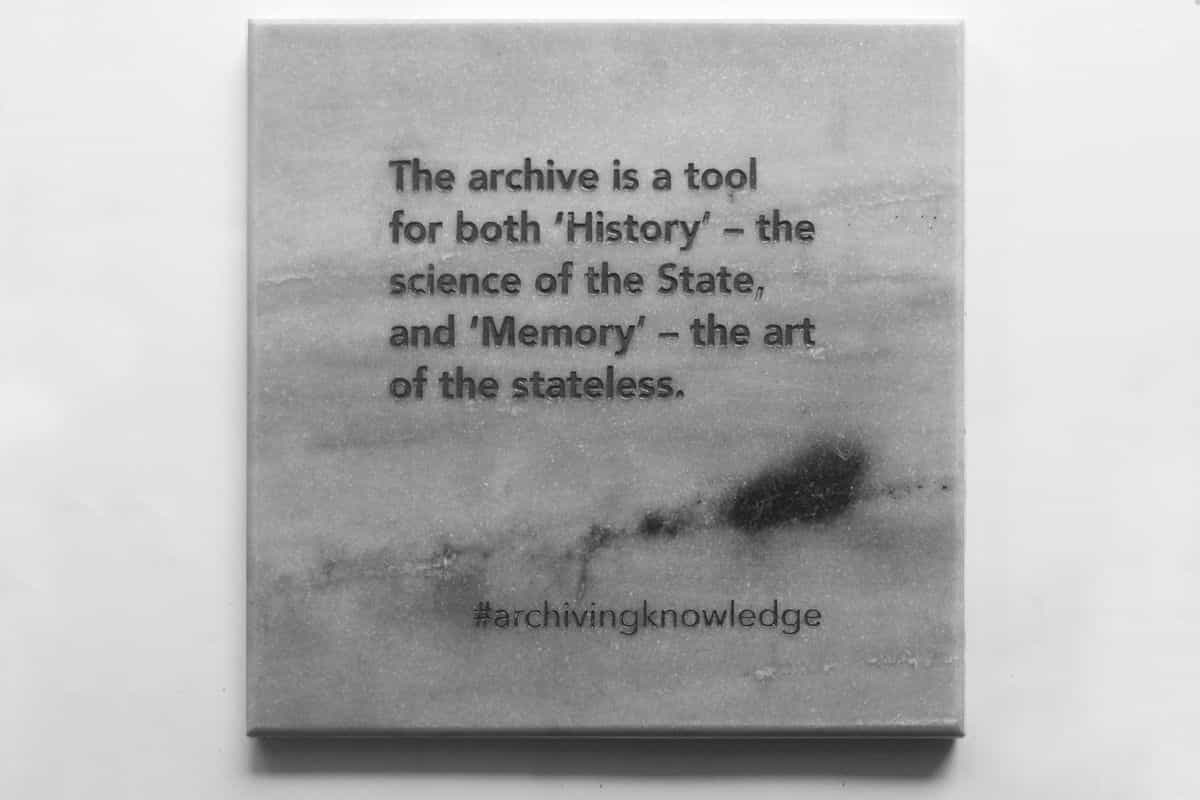 The archive is a tool
for both ‘History’ – the
science of the State,
and ‘Memory’ – the art
of the stateless.
#archivingknowledge